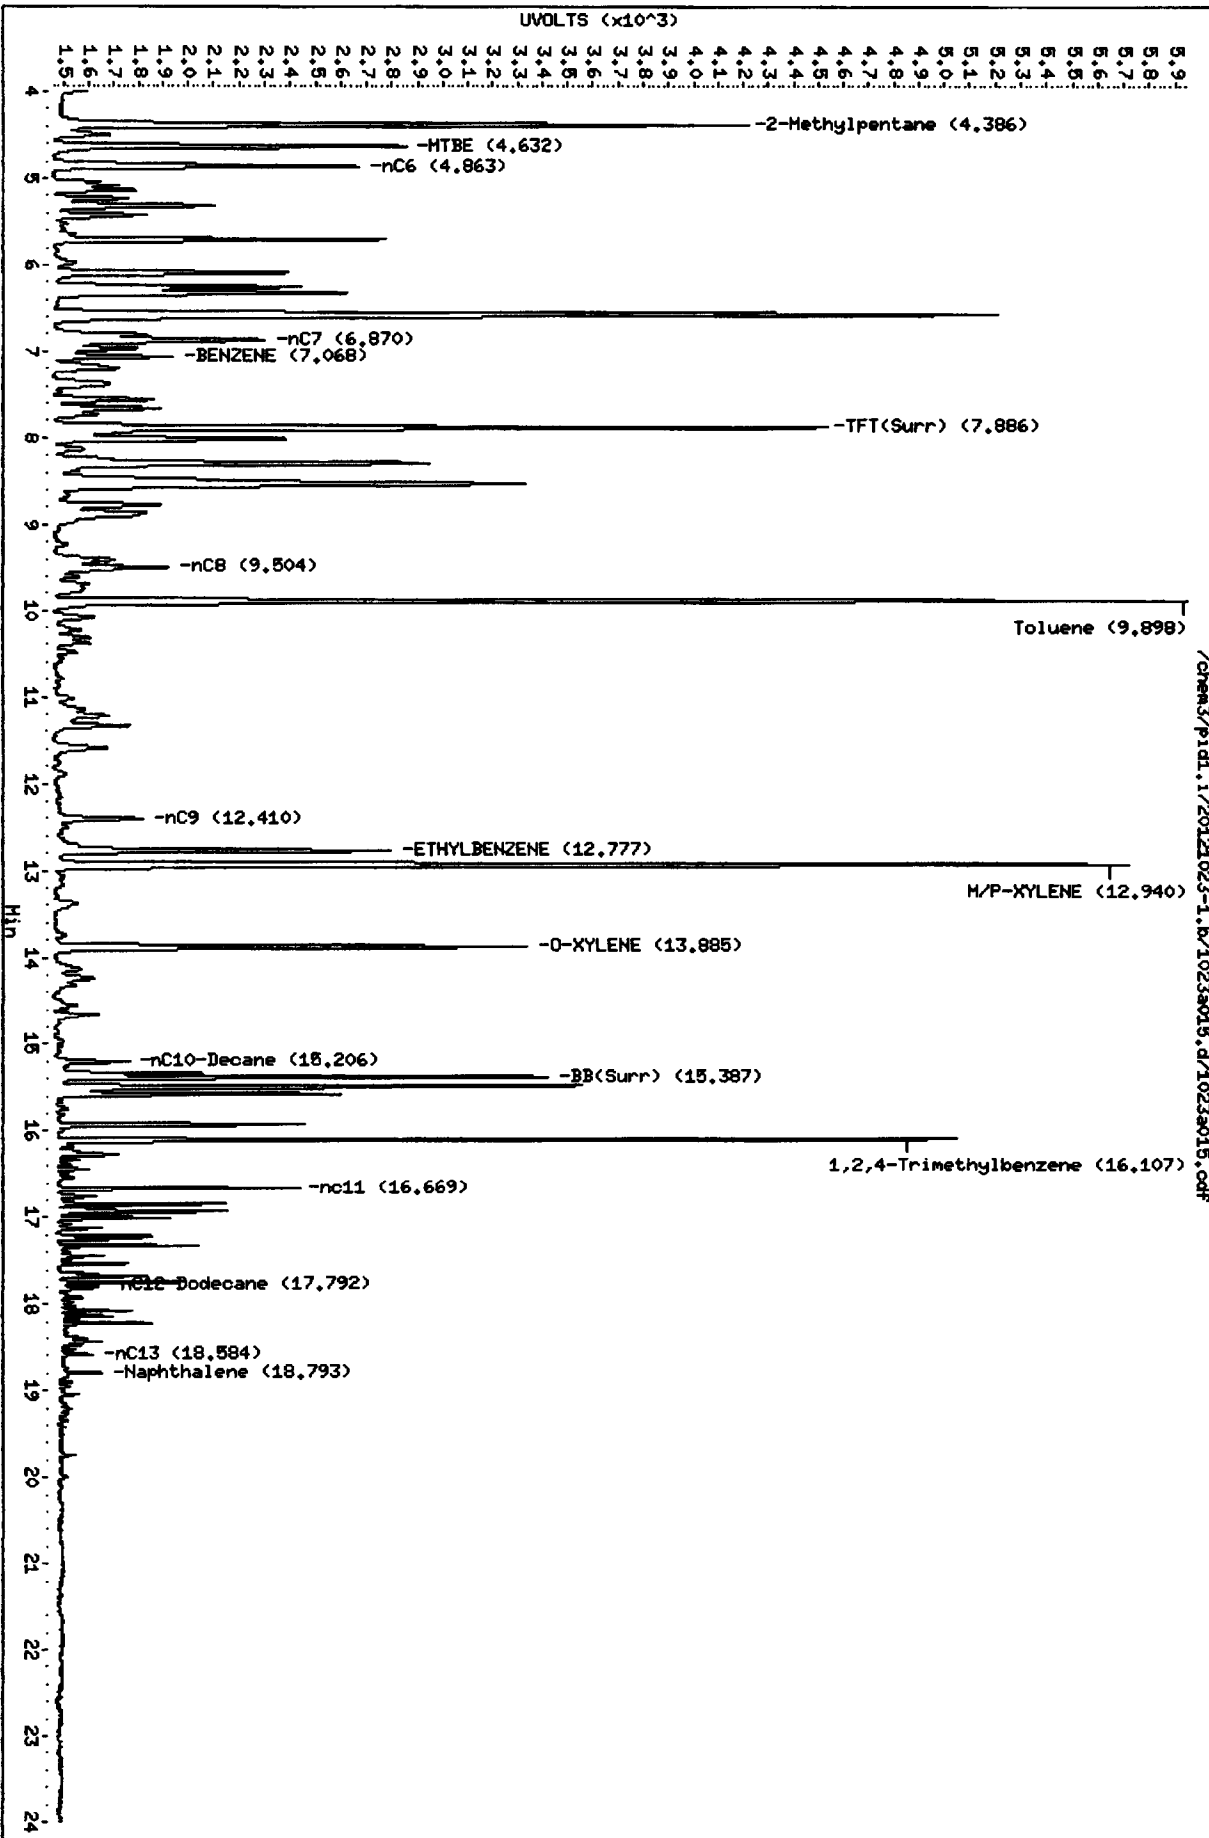 UVOLTS (x10^3)
1.5 1.6 1.7 1.8 1.9 2.0 2.1 2.2 2.3 2.4 2.5 2.6 2.7 2.8 2.9 3.0 3.1 3.2 3.3 3.4 3.5 3.6 3.7 3.8 3.9 4.0 4.1 4.2 4.3 4.4 4.5 4.6 4.7 4.8 4.9 5.0 5.1 5.2 5.3 5.4 5.5 5.6 5.7 5.8 5.9
-2-Methylpentane (4.386)
-MTBE (4.632)
-nC6 (4.863)
-nC7 (6.870)
-BENZENE (7.068)
-TFT(Surr) (7.886)
-nC8 (9.504)
Toluene (9.898)
-nC9 (12.410)
-ETHYLBENZENE (12.777)
M/P-XYLENE (12.940)
-O-XYLENE (13.885)
-nC10-Decane (15.206)
-BB(Surr) (15.387)
1,2,4-Trimethylbenzene (16.107)
-nc11 (16.669)
nC12-Dodecane (17.792)
-nC13 (18.584)
-Naphthalene (18.793)
4 5 6 7 8 9 10 11 12 13 14 15 16 17 18 19 20 21 22 23 24
Min
/chem3/pid1.i/20121023-1.b/1023a015.d/1023a015.cdf